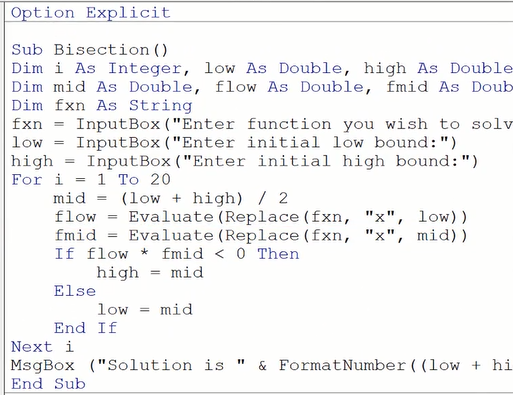 Option Explicit
Sub Bisection()
Dim i As Integer, low As Double, high As Double
Dim mid As Double, flow As Double, fmid As Doub
Dim fxn As String
fxn = InputBox("Enter function you wish to solv
low = InputBox("Enter initial low bound:")
high = InputBox("Enter initial high bound:")
For i = 1 To 20
    mid = (low + high) / 2
    flow = Evaluate(Replace(fxn, "x", low))
    fmid = Evaluate(Replace(fxn, "x", mid))
    If flow * fmid < 0 Then
        high = mid
    Else
        low = mid
    End If
Next i
MsgBox ("Solution is " & FormatNumber((low + hi
End Sub